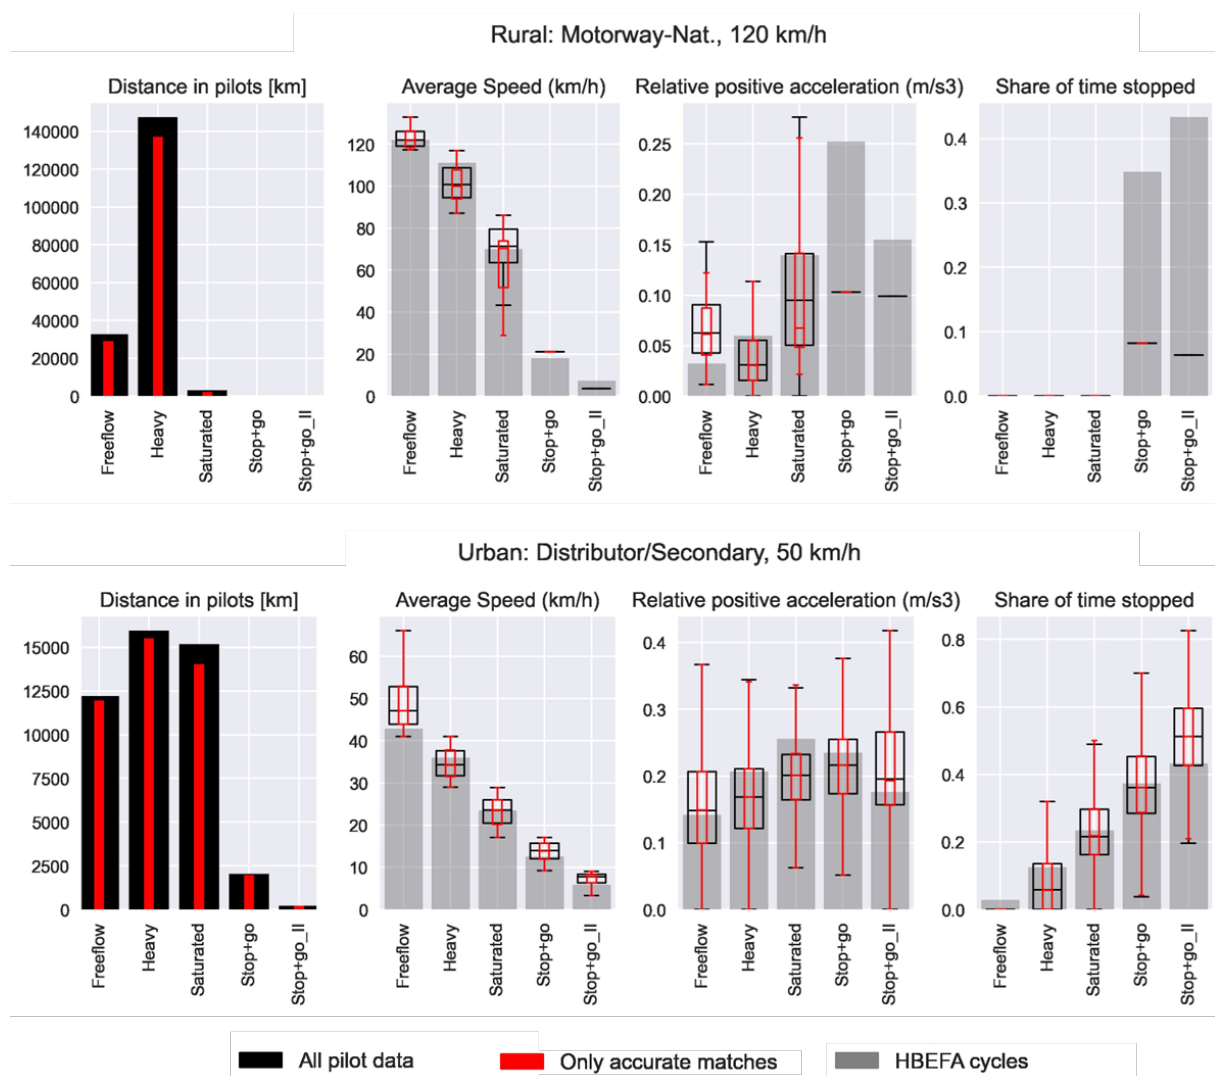 Rural: Motorway-Nat., 120 km/h
Distance in pilots [km]
140000
120000
100000
80000
60000
40000
20000
0
Freeflow
Heavy
Saturated
Stop+go
Stop+go_II
Average Speed (km/h)
120
100
80
60
40
20
0
Freeflow
Heavy
Saturated
Stop+go
Stop+go_II
Relative positive acceleration (m/s3)
0.25
0.20
0.15
0.10
0.05
0.00
Freeflow
Heavy
Saturated
Stop+go
Stop+go_II
Share of time stopped
0.4
0.3
0.2
0.1
0.0
Freeflow
Heavy
Saturated
Stop+go
Stop+go_II
Urban: Distributor/Secondary, 50 km/h
Distance in pilots [km]
15000
12500
10000
7500
5000
2500
0
Freeflow
Heavy
Saturated
Stop+go
Stop+go_II
Average Speed (km/h)
60
50
40
30
20
10
0
Freeflow
Heavy
Saturated
Stop+go
Stop+go_II
Relative positive acceleration (m/s3)
0.4
0.3
0.2
0.1
0.0
Freeflow
Heavy
Saturated
Stop+go
Stop+go_II
Share of time stopped
0.8
0.6
0.4
0.2
0.0
Freeflow
Heavy
Saturated
Stop+go
Stop+go_II
All pilot data
Only accurate matches
HBEFA cycles